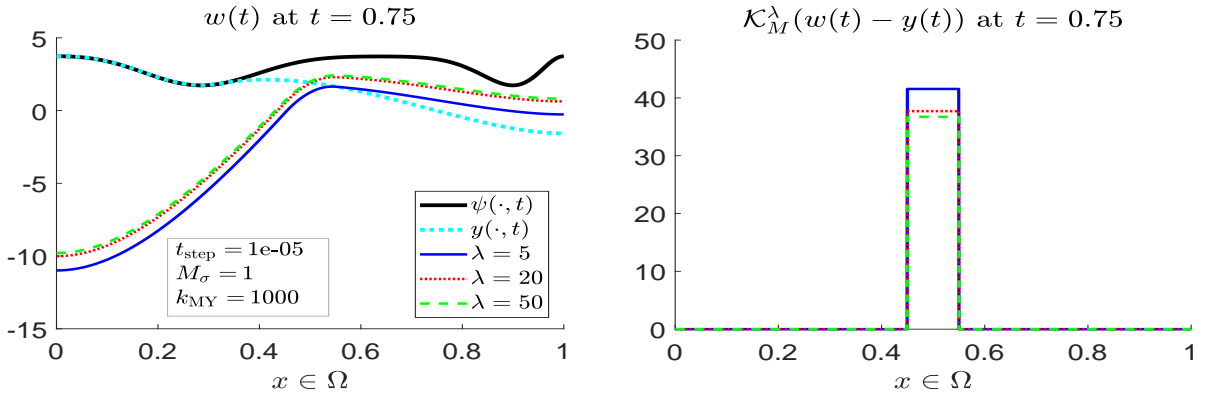 w(t) at t = 0.75
5
0
-5
-10
-15
0
0.2
0.4
0.6
0.8
1
x ∈ Ω
t_step = 1e-05
M_σ = 1
k_MY = 1000
ψ(·, t)
y(·, t)
λ = 5
λ = 20
λ = 50
𝒦_M^λ(w(t) − y(t)) at t = 0.75
50
40
30
20
10
0
0
0.2
0.4
0.6
0.8
1
x ∈ Ω